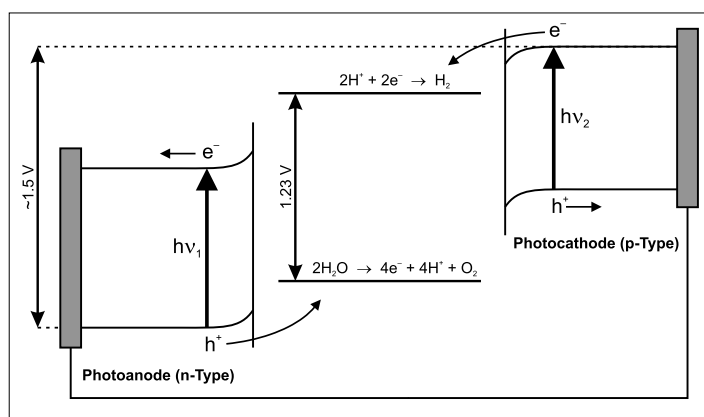 e⁻
2H⁺ + 2e⁻ → H₂
hν₂
e⁻
~1.5 V
1.23 V
h⁺
hν₁
Photocathode (p-Type)
2H₂O → 4e⁻ + 4H⁺ + O₂
h⁺
Photoanode (n-Type)